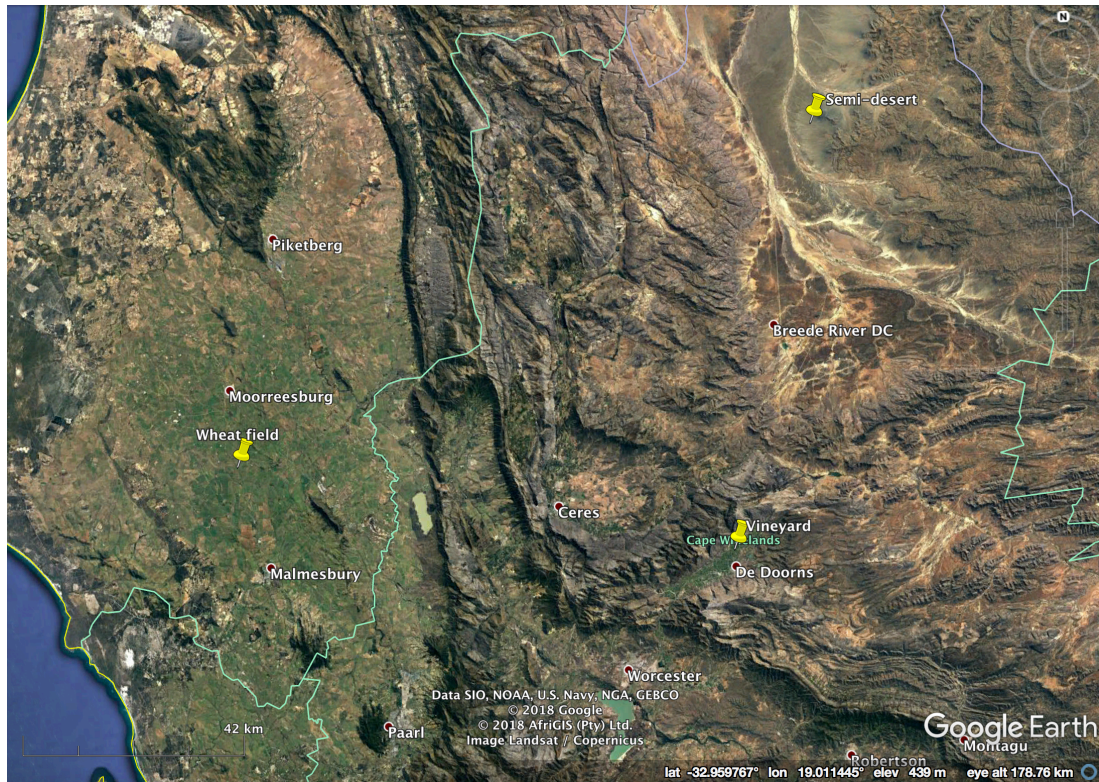 N
Semi-desert
Piketberg
Breede River DC
Moorreesburg
Wheat field
Ceres
Vineyard
Cape W
lands
De Doorns
Malmesbury
Worcester
Data SIO, NOAA, U.S. Navy, NGA, GEBCO
© 2018 Google
© 2018 AfriGIS (Pty) Ltd.
Image Landsat / Copernicus
42 km
Paarl
Google Earth
Montagu
Robertson
lat -32.959767° lon 19.011445° elev 439 m eye alt 178.76 km